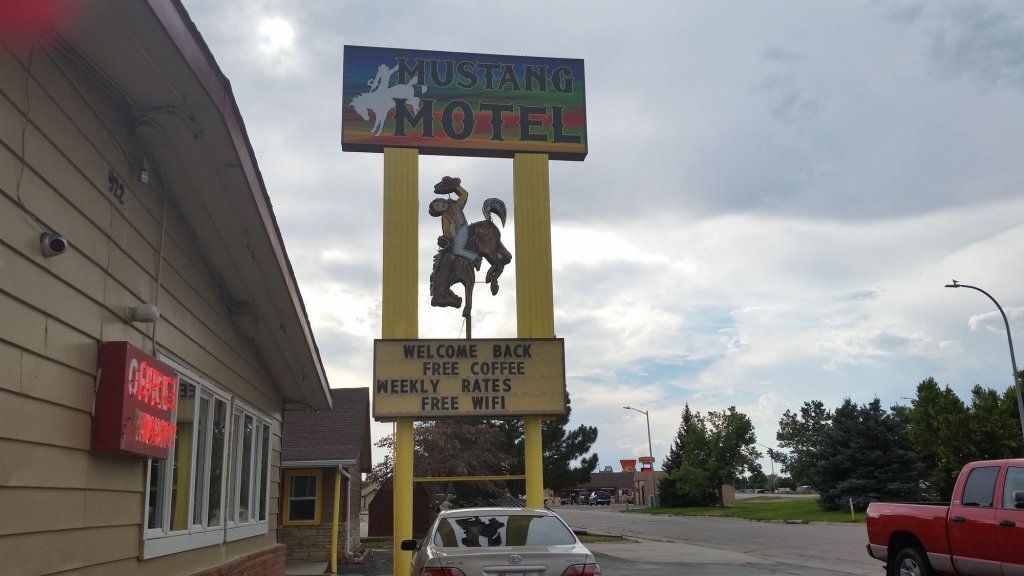 MUSTANG
MOTEL
WELCOME BACK
FREE COFFEE
WEEKLY RATES
FREE WIFI
922
OFFICE